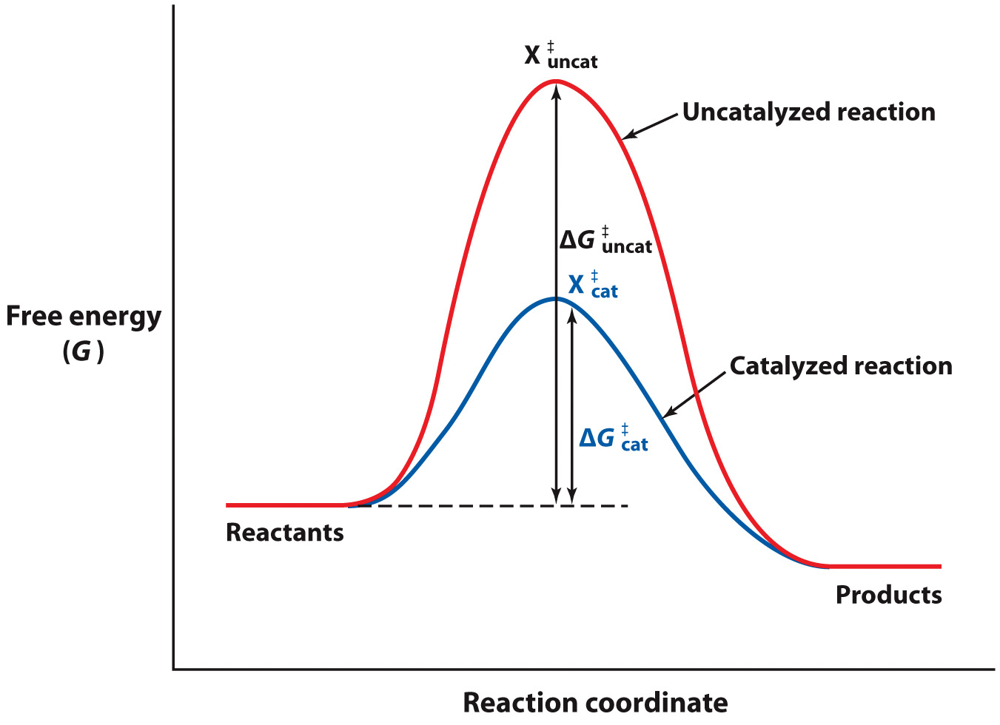 X‡uncat
Uncatalyzed reaction
ΔG‡uncat
X‡cat
Free energy
(G)
Catalyzed reaction
ΔG‡cat
Reactants
Products
Reaction coordinate